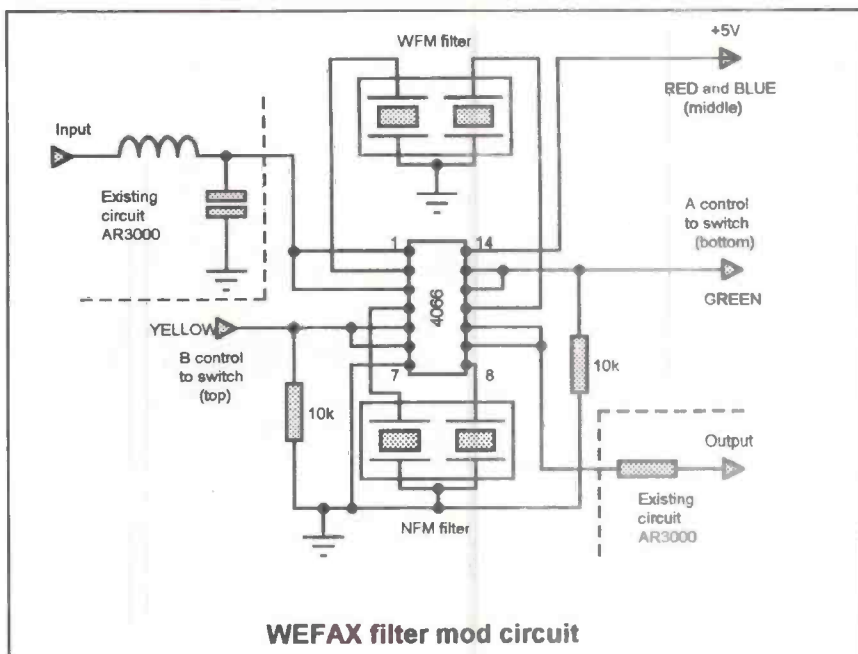 WFM filter
+5V
RED and BLUE
(middle)
Input
Existing
circuit
AR3000
A control
to switch
(bottom)
GREEN
1
14
4066
7
8
YELLOW
B control
to switch
(top)
10k
10k
NFM filter
Output
Existing
circuit
AR3000
WEFAX filter mod circuit